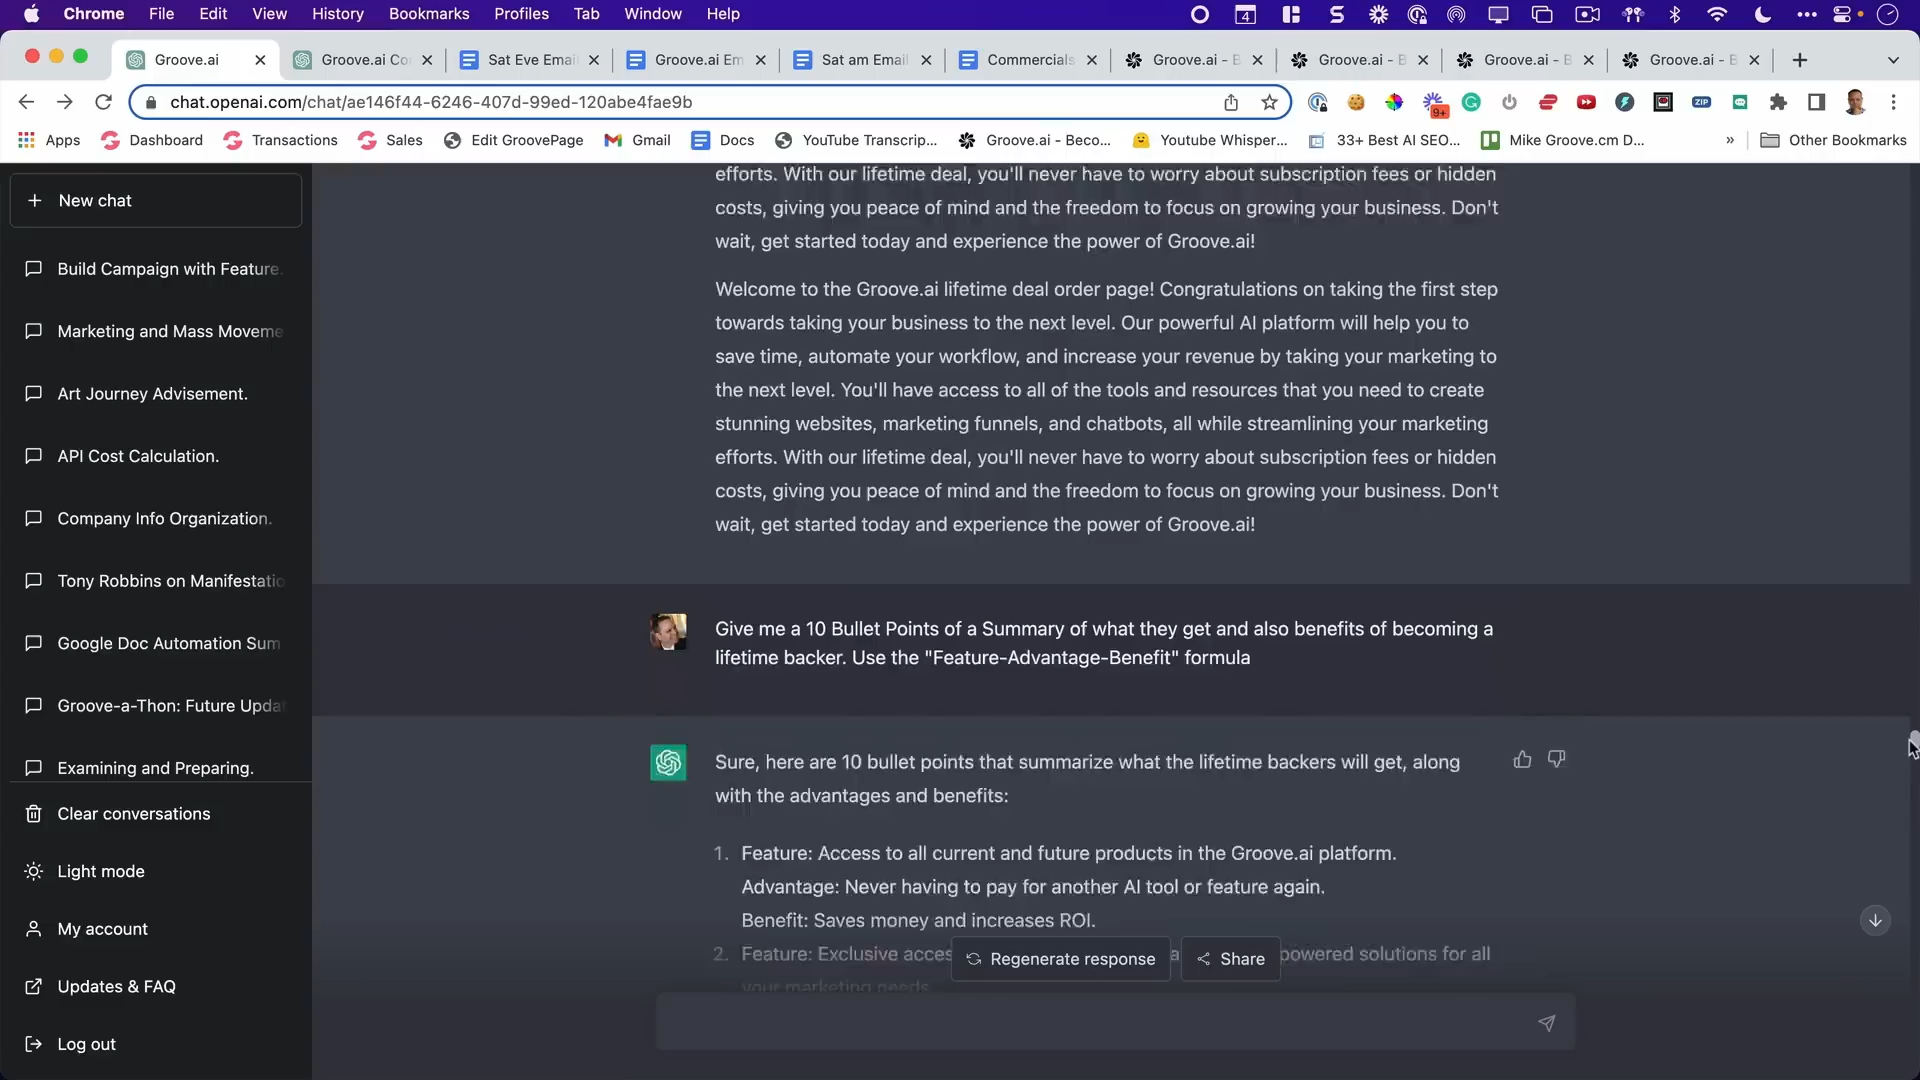 Chrome File Edit View History Bookmarks Profiles Tab Window Help
4
Groove.ai
Groove.ai Co
Sat Eve Emai
Groove.ai Em
Sat am Email
Commercials
Groove.ai - B
Groove.ai - B
Groove.ai - B
Groove.ai - B
chat.openai.com/chat/ae146f44-6246-407d-99ed-120abe4fae9b
9+
ZIP
Apps Dashboard Transactions Sales Edit GroovePage Gmail Docs YouTube Transcrip... Groove.ai - Beco... Youtube Whisper... 33+ Best AI SEO... Mike Groove.cm D... » Other Bookmarks
New chat
Build Campaign with Feature.
Marketing and Mass Moveme
Art Journey Advisement.
API Cost Calculation.
Company Info Organization.
Tony Robbins on Manifestatio
Google Doc Automation Sum
Groove-a-Thon: Future Updat
Examining and Preparing.
Clear conversations
Light mode
My account
Updates & FAQ
Log out
efforts. With our lifetime deal, you'll never have to worry about subscription fees or hidden
costs, giving you peace of mind and the freedom to focus on growing your business. Don't
wait, get started today and experience the power of Groove.ai!
Welcome to the Groove.ai lifetime deal order page! Congratulations on taking the first step
towards taking your business to the next level. Our powerful AI platform will help you to
save time, automate your workflow, and increase your revenue by taking your marketing to
the next level. You'll have access to all of the tools and resources that you need to create
stunning websites, marketing funnels, and chatbots, all while streamlining your marketing
efforts. With our lifetime deal, you'll never have to worry about subscription fees or hidden
costs, giving you peace of mind and the freedom to focus on growing your business. Don't
wait, get started today and experience the power of Groove.ai!
Give me a 10 Bullet Points of a Summary of what they get and also benefits of becoming a
lifetime backer. Use the "Feature-Advantage-Benefit" formula
Sure, here are 10 bullet points that summarize what the lifetime backers will get, along
with the advantages and benefits:
1. Feature: Access to all current and future products in the Groove.ai platform.
Advantage: Never having to pay for another AI tool or feature again.
Benefit: Saves money and increases ROI.
2. Feature: Exclusive acces powered solutions for all
your marketing needs
Regenerate response
Share